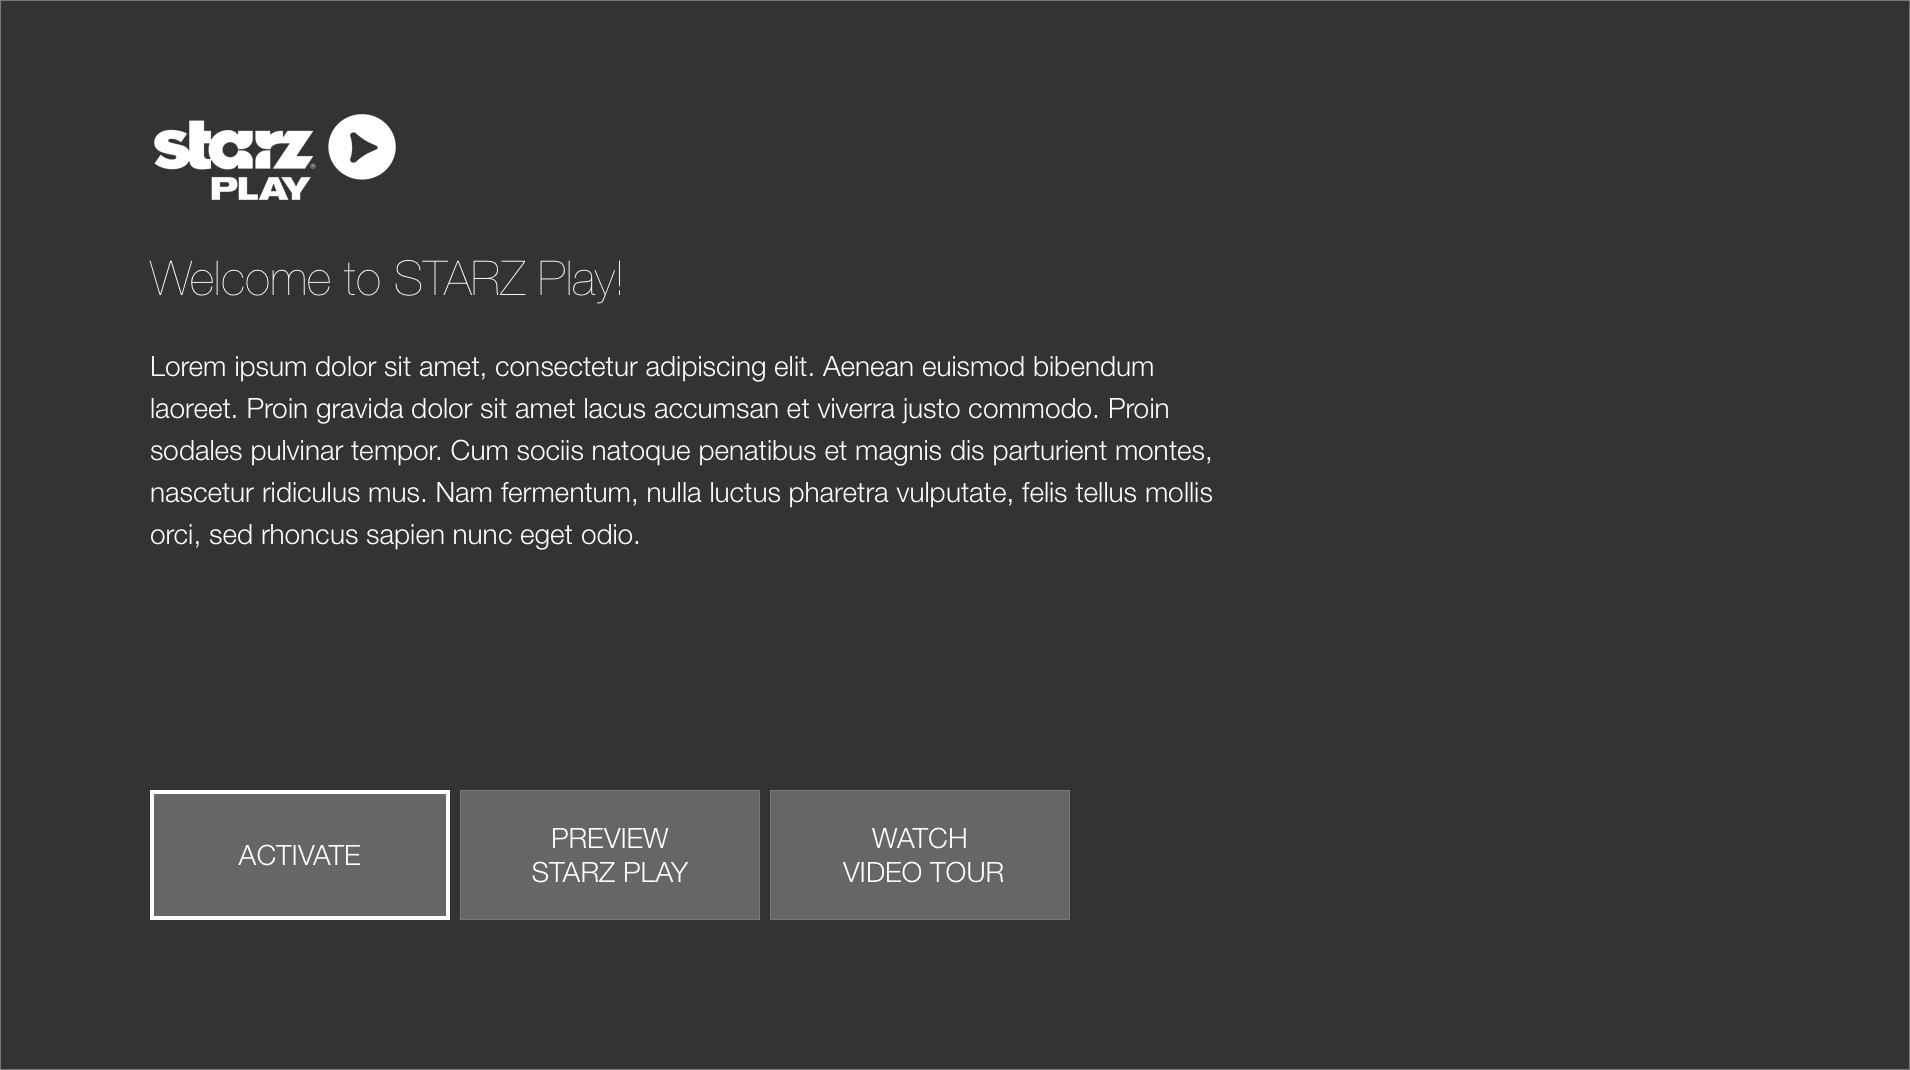 starz®
PLAY
Welcome to STARZ Play!
Lorem ipsum dolor sit amet, consectetur adipiscing elit. Aenean euismod bibendum
laoreet. Proin gravida dolor sit amet lacus accumsan et viverra justo commodo. Proin
sodales pulvinar tempor. Cum sociis natoque penatibus et magnis dis parturient montes,
nascetur ridiculus mus. Nam fermentum, nulla luctus pharetra vulputate, felis tellus mollis
orci, sed rhoncus sapien nunc eget odio.
ACTIVATE
PREVIEW
STARZ PLAY
WATCH
VIDEO TOUR